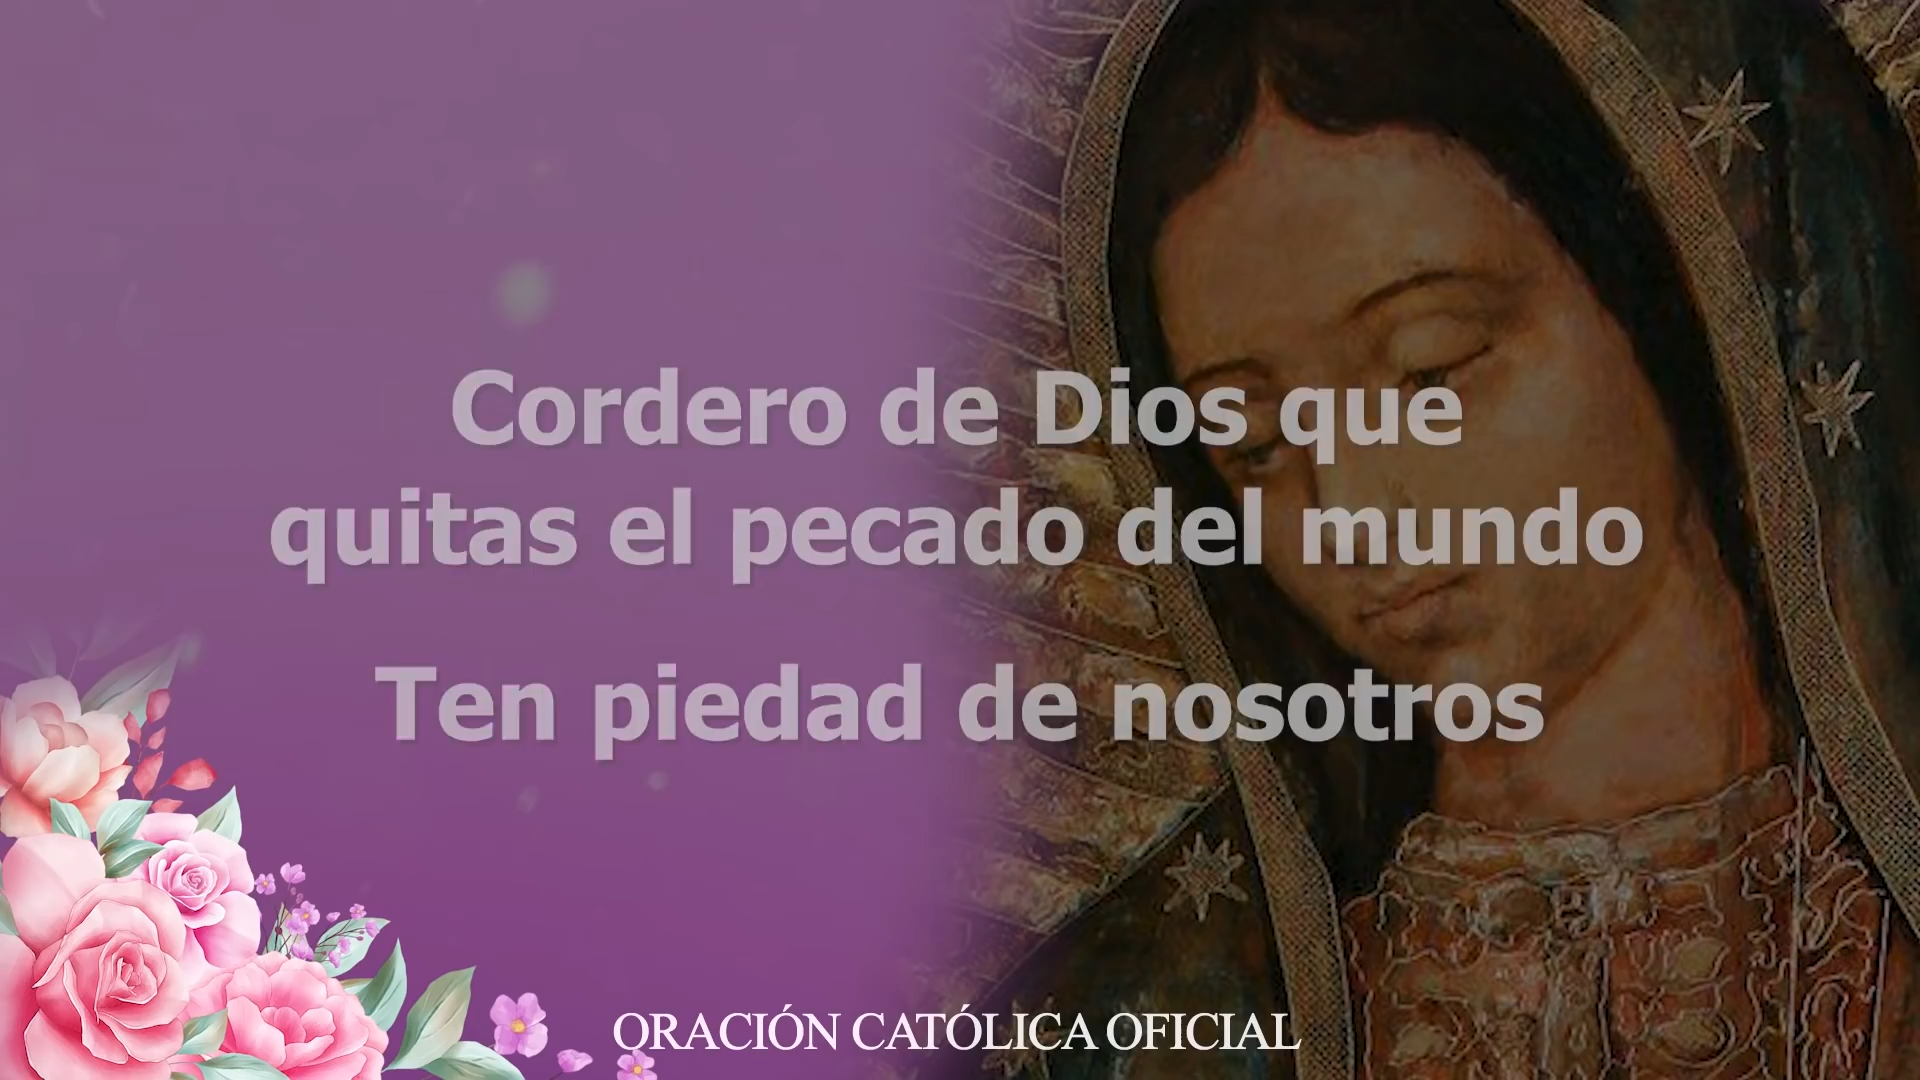 Cordero de Dios que
quitas el pecado del mundo
Ten piedad de nosotros
ORACIÓN CATÓLICA OFICIAL